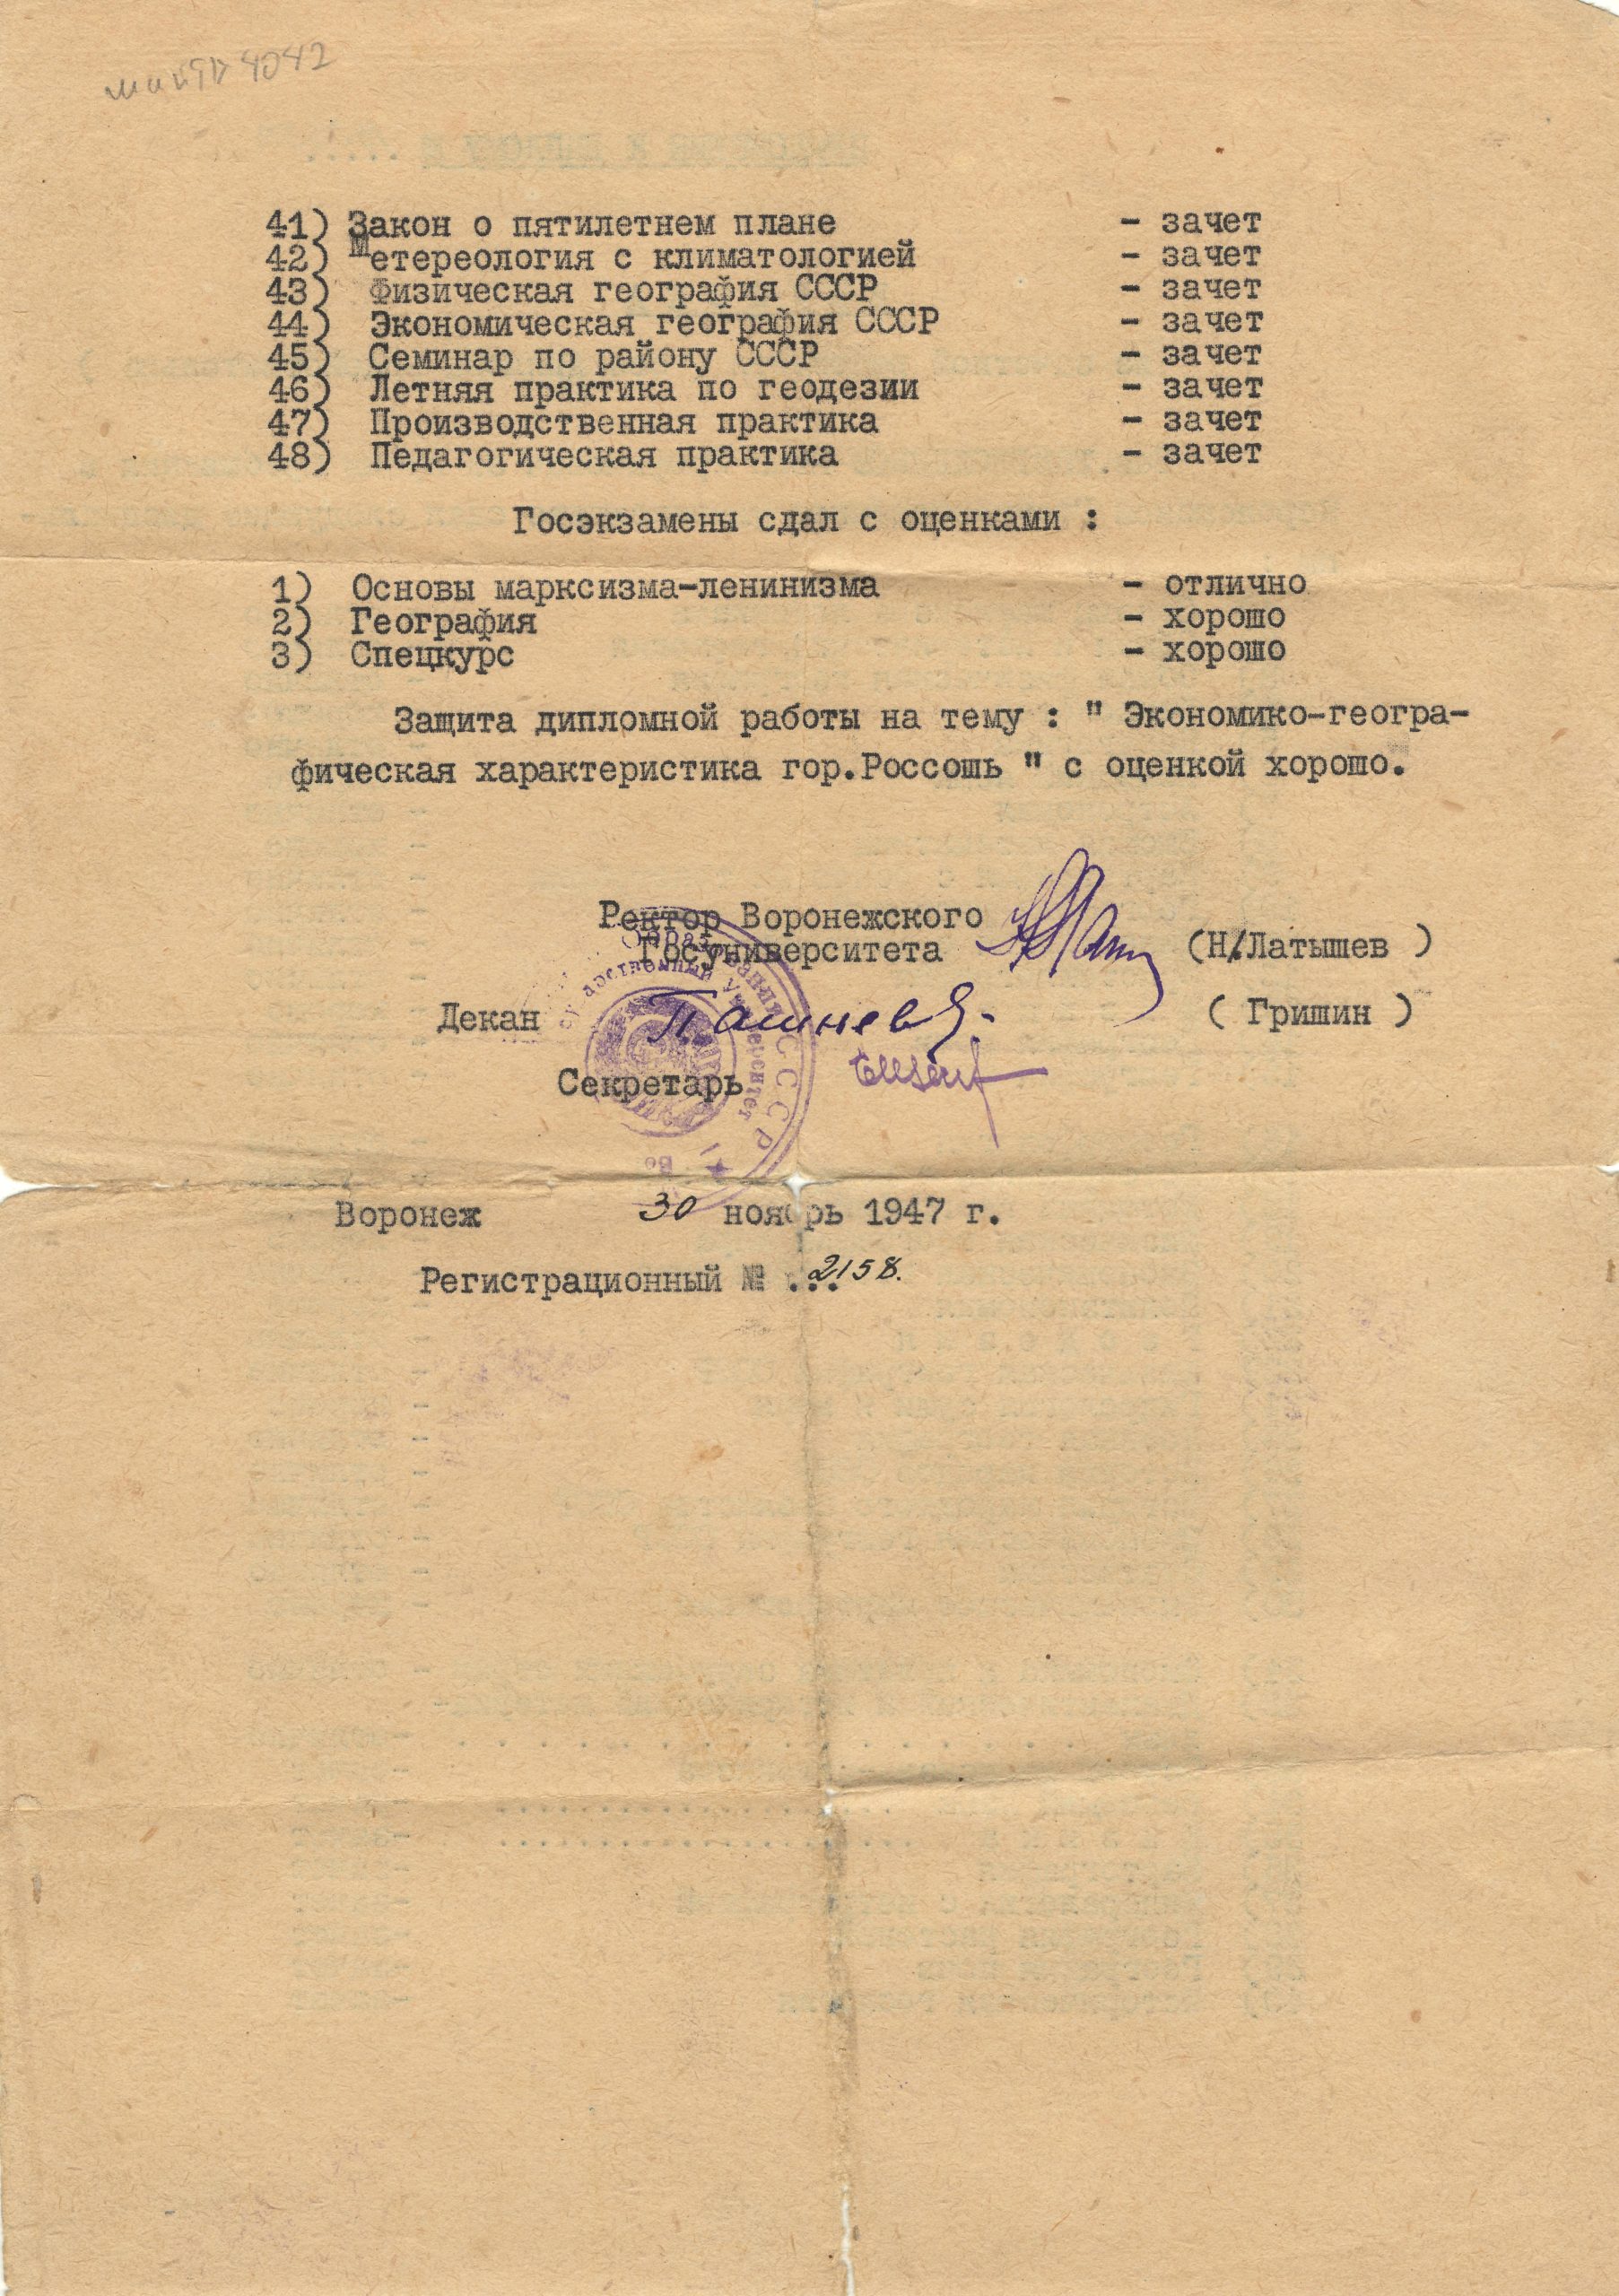 4042
41) Закон о пятилетнем плане - зачет
42) Метереология с климатологией - зачет
43) Физическая география СССР - зачет
44) Экономическая география СССР - зачет
45) Семинар по району СССР - зачет
46) Летняя практика по геодезии - зачет
47) Производственная практика - зачет
48) Педагогическая практика - зачет
Госэкзамены сдал с оценками :
1) Основы марксизма-ленинизма - отлично
2) География - хорошо
3) Спецкурс - хорошо
Защита дипломной работы на тему : " Экономико-геогра-
фическая характеристика гор.Россошь " с оценкой хорошо.
Ректор Воронежского
Госуниверситета (Н.Латышев )
Декан ( Гришин )
Секретарь
Воронеж 30 ноябрь 1947 г.
Регистрационный № ...2158.